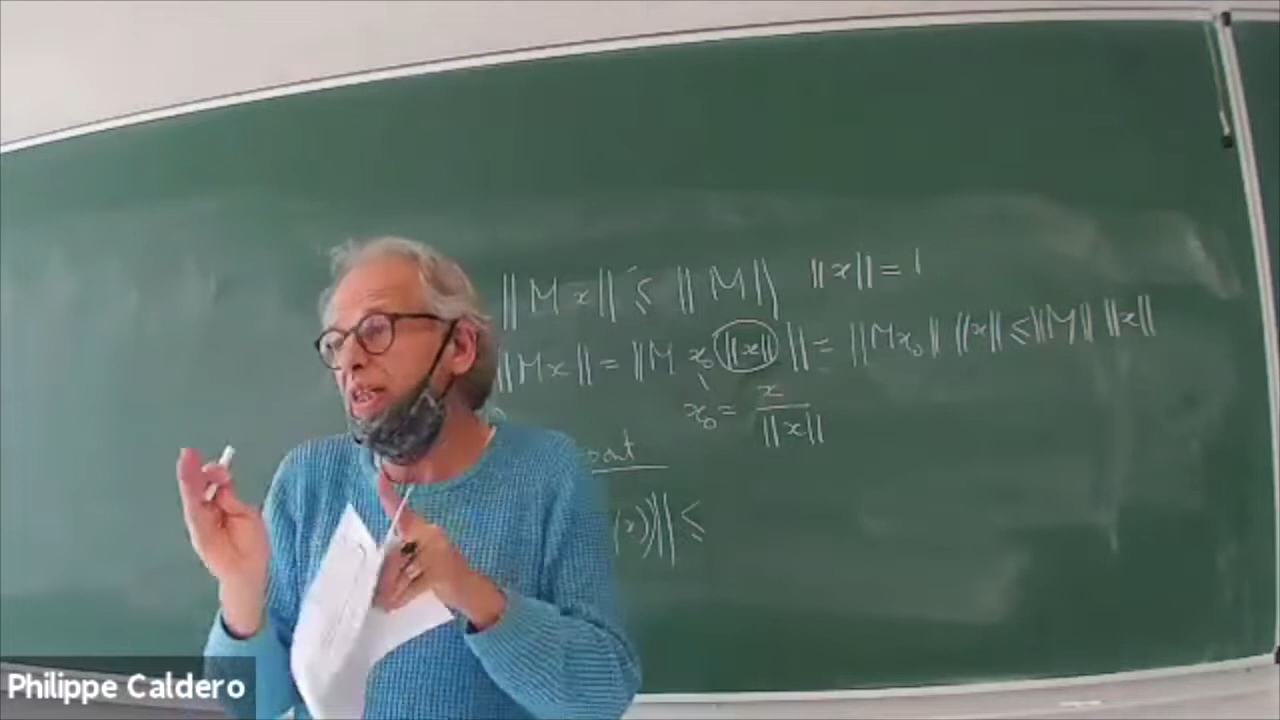 ||Mx|| ≤ ||M|| ||x|| = 1
||Mx|| = ||M x₀ ||x|| || = ||Mx₀|| ||x|| ≤ ||M|| ||x||
x₀ = x / ||x||
(x))|| ≤
Philippe Caldero